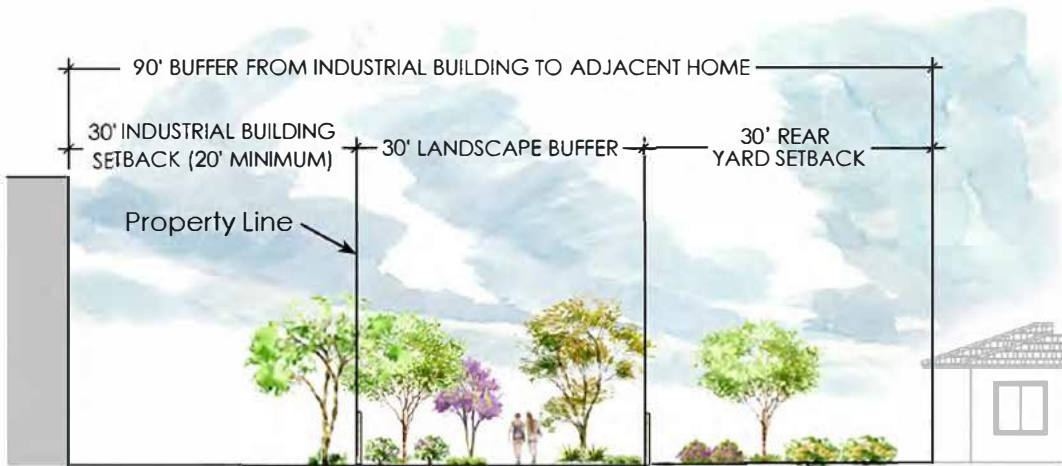 90' BUFFER FROM INDUSTRIAL BUILDING TO ADJACENT HOME
30' INDUSTRIAL BUILDING
SETBACK (20' MINIMUM)
30' LANDSCAPE BUFFER
30' REAR
YARD SETBACK
Property Line